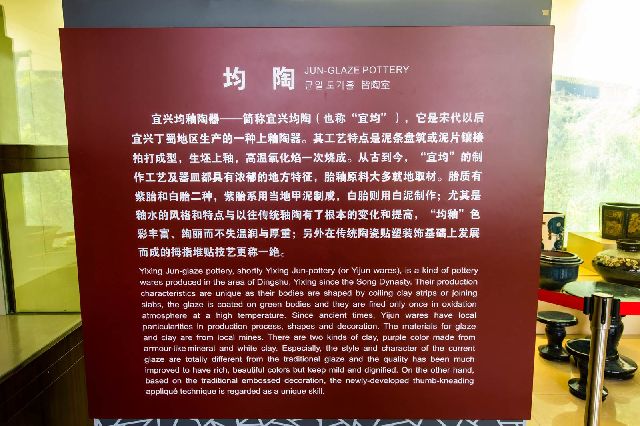 均 陶 JUN-GLAZE POTTERY
균일 도기홀 皆陶室
宜兴均釉陶器——简称宜兴均陶（也称“宜均”），它是宋代以后
宜兴丁蜀地区生产的一种上釉陶器。其工艺特点是泥条盘筑或泥片镶接
拍打成型，生坯上釉，高温氧化焰一次烧成。从古到今，“宜均”的制
作工艺及器皿都具有浓郁的地方特征，胎釉原料大多就地取材。胎质有
紫胎和白胎二种，紫胎系用当地甲泥制成，白胎则用白泥制作；尤其是
釉水的风格和特点与以往传统釉陶有了根本的变化和提高，“均釉”色
彩丰富、绚丽而不失温润与厚重；另外在传统陶瓷贴塑装饰基础上发展
而成的拇指堆贴技艺更称一绝。
Yixing Jun-glaze pottery, shortly Yixing Jun-pottery (or Yijun wares), is a kind of pottery
wares produced in the area of Dingshu, Yixing since the Song Dynasty. Their production
characteristics are unique as their bodies are shaped by coiling clay strips or joining
slabs, the glaze is coated on green bodies and they are fired only once in oxidation
atmosphere at a high temperature. Since ancient times, Yijun wares have local
particularities in production process, shapes and decoration. The materials for glaze
and clay are from local mines. There are two kinds of clay, purple color made from
armour-like mineral and white clay. Especially, the style and character of the current
glaze are totally different from the traditional glaze and the quality has been much
improved to have rich, beautiful colors but keep mild and dignified. On the other hand,
based on the traditional embossed decoration, the newly-developed thumb-kneading
appliqué technique is regarded as a unique skill.